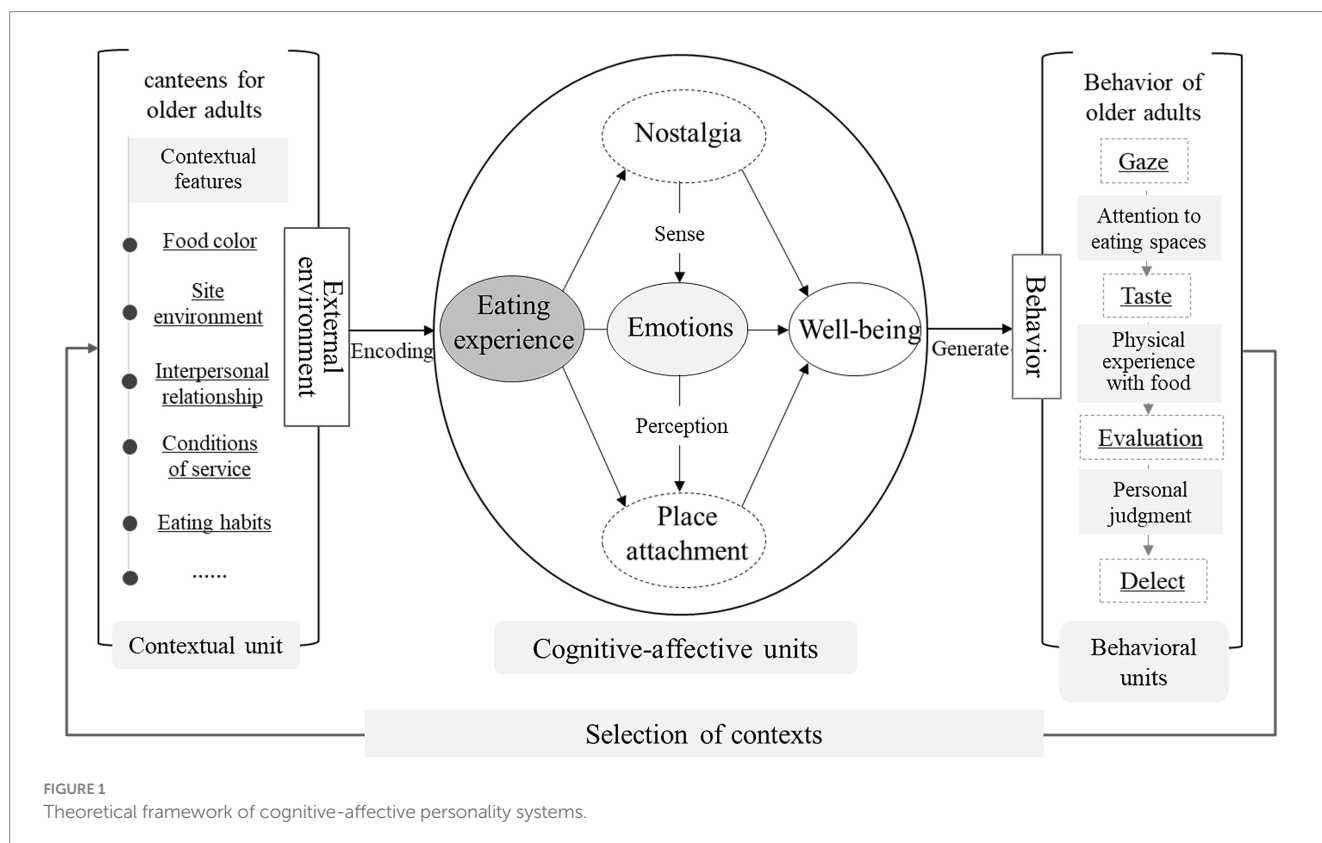 canteens for
older adults
Contextual
features
Food color
Site
environment
Interpersonal
relationship
Conditions
of service
Eating habits
......
Contextual unit
External
environment
Encoding
Nostalgia
Sense
Eating
experience
Emotions
Well-being
Perception
Place
attachment
Cognitive-affective units
Generate
Behavior
Behavior of
older adults
Gaze
Attention to
eating spaces
Taste
Physical
experience
with food
Evaluation
Personal
judgment
Delect
Behavioral
units
Selection of contexts
FIGURE 1
Theoretical framework of cognitive-affective personality systems.